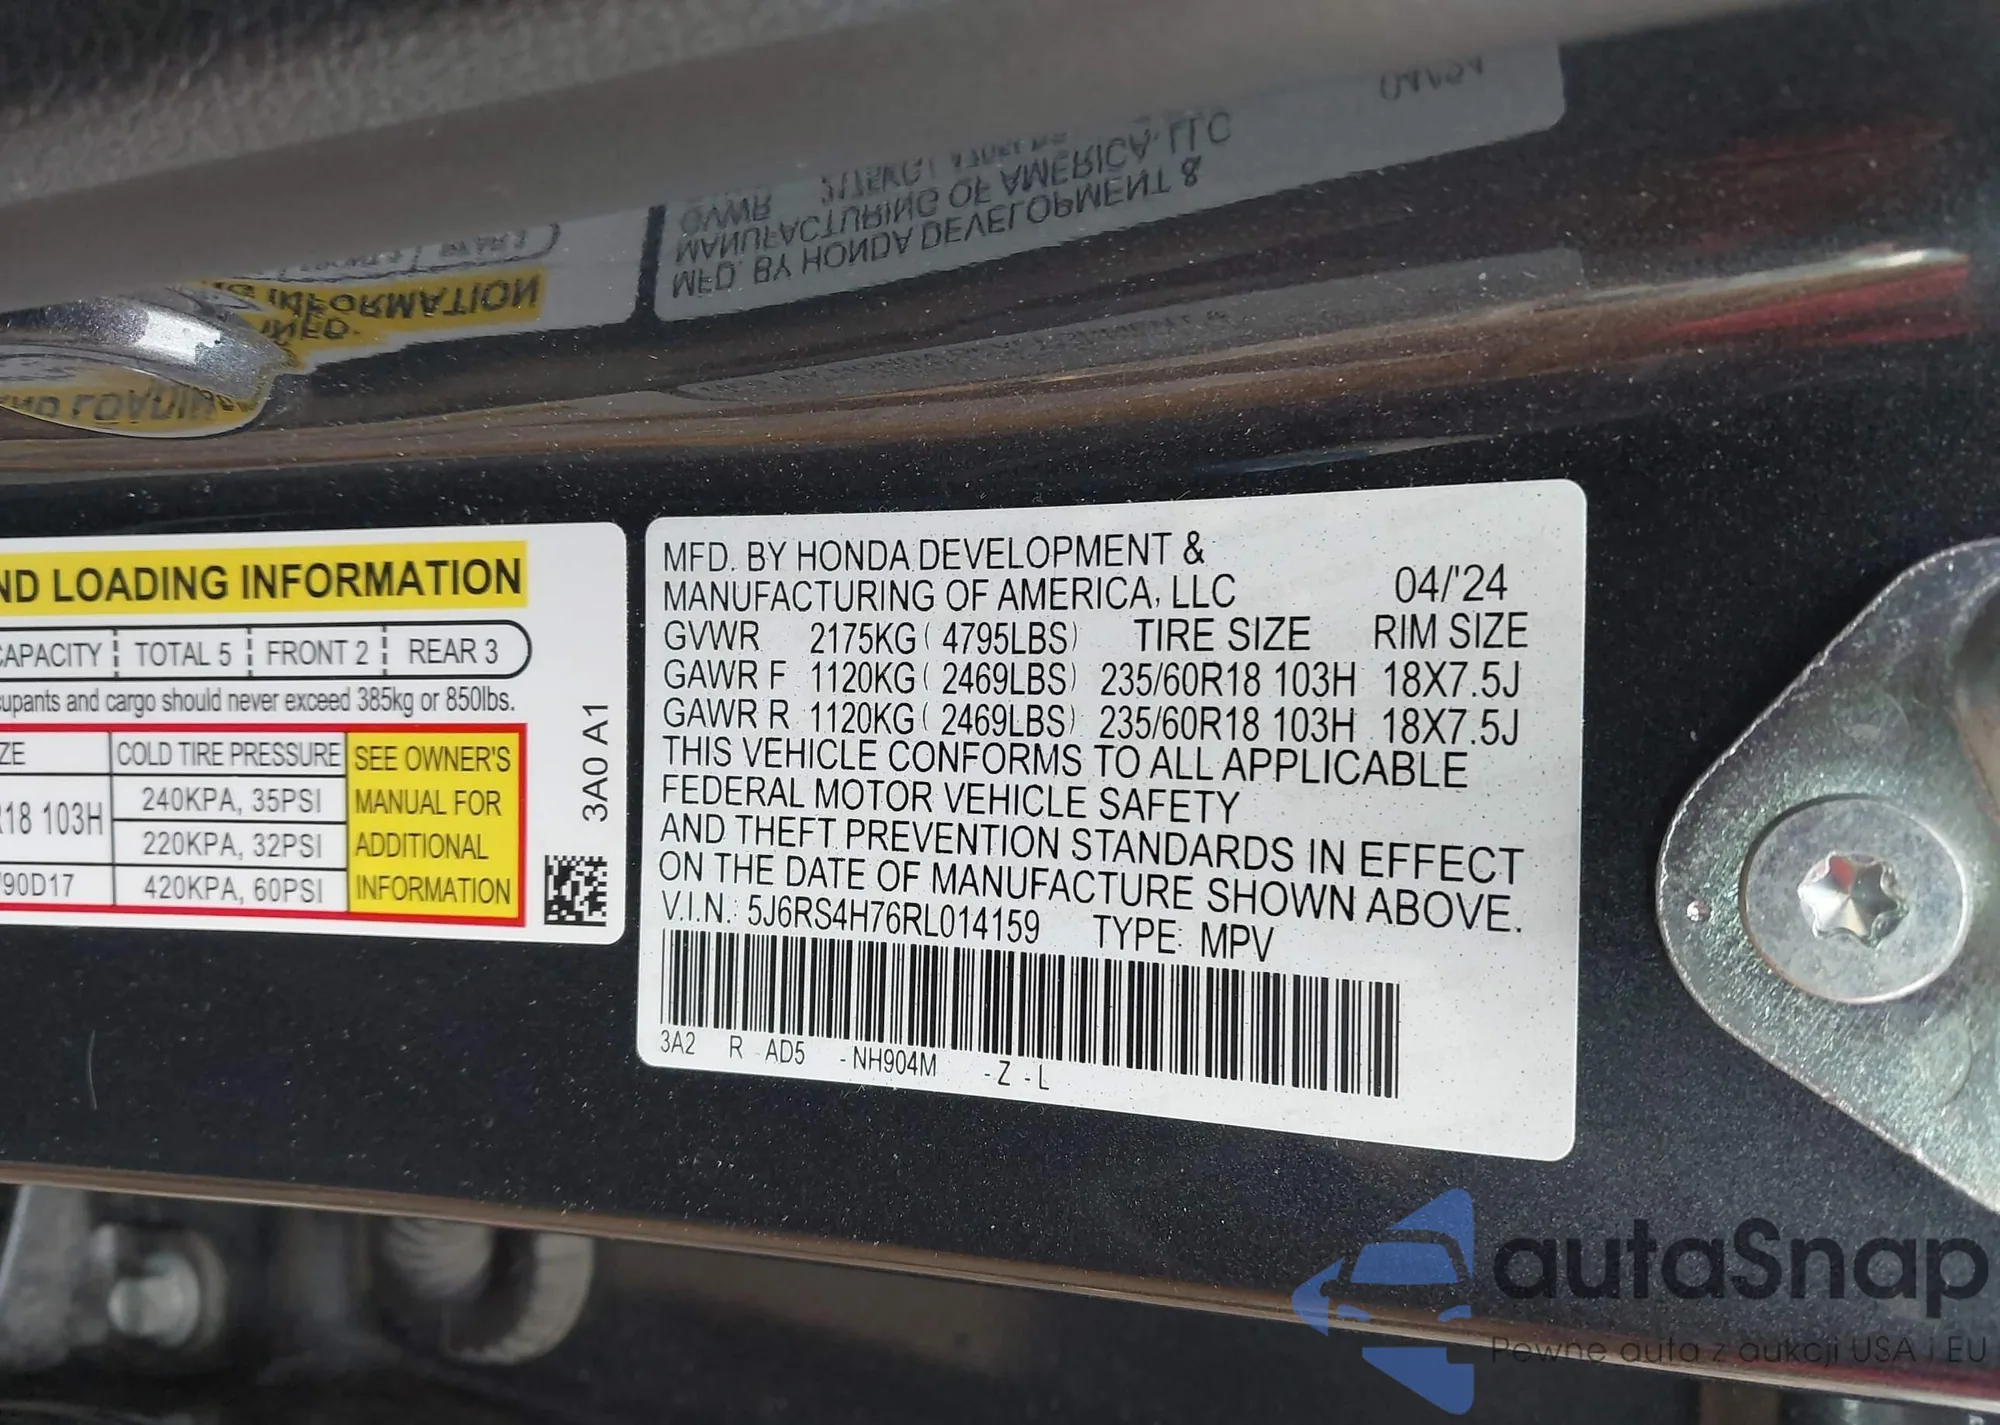 ND LOADING INFORMATION
CAPACITY TOTAL 5 FRONT 2 REAR 3
cupants and cargo should never exceed 385kg or 850lbs.
ZE COLD TIRE PRESSURE SEE OWNER'S MANUAL FOR ADDITIONAL INFORMATION
R18 103H 240KPA, 35PSI
220KPA, 32PSI
/90D17 420KPA, 60PSI
3A0 A1
MFD. BY HONDA DEVELOPMENT &
MANUFACTURING OF AMERICA, LLC 04/'24
GVWR 2175KG ( 4795LBS) TIRE SIZE RIM SIZE
GAWR F 1120KG ( 2469LBS) 235/60R18 103H 18X7.5J
GAWR R 1120KG ( 2469LBS) 235/60R18 103H 18X7.5J
THIS VEHICLE CONFORMS TO ALL APPLICABLE
FEDERAL MOTOR VEHICLE SAFETY
AND THEFT PREVENTION STANDARDS IN EFFECT
ON THE DATE OF MANUFACTURE SHOWN ABOVE.
V.I.N.: 5J6RS4H76RL014159 TYPE: MPV
3A2 R AD5 -NH904M -Z -L
autaSnap
Pewne auta z aukcji USA i EU